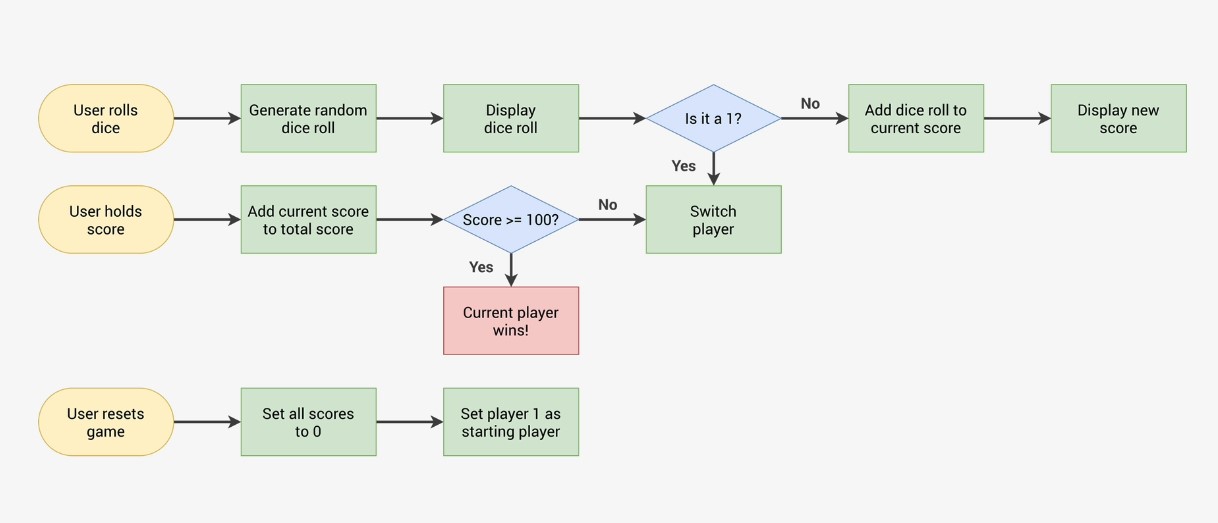 User rolls
dice
Generate random
dice roll
Display
dice roll
Is it a 1?
No
Add dice roll to
current score
Display new
score
Yes
User holds
score
Add current score
to total score
Score >= 100?
No
Switch
player
Yes
Current player
wins!
User resets
game
Set all scores
to 0
Set player 1 as
starting player